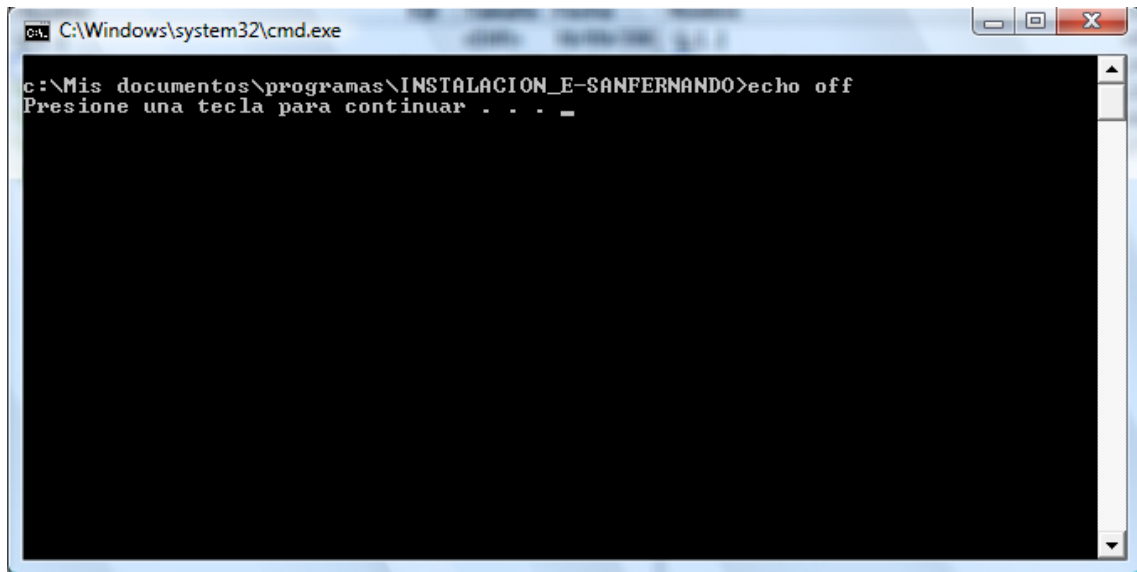 C:\Windows\system32\cmd.exe
c:\Mis documentos\programas\INSTALACION_E-SANFERNANDO>echo off
Presione una tecla para continuar . . . _